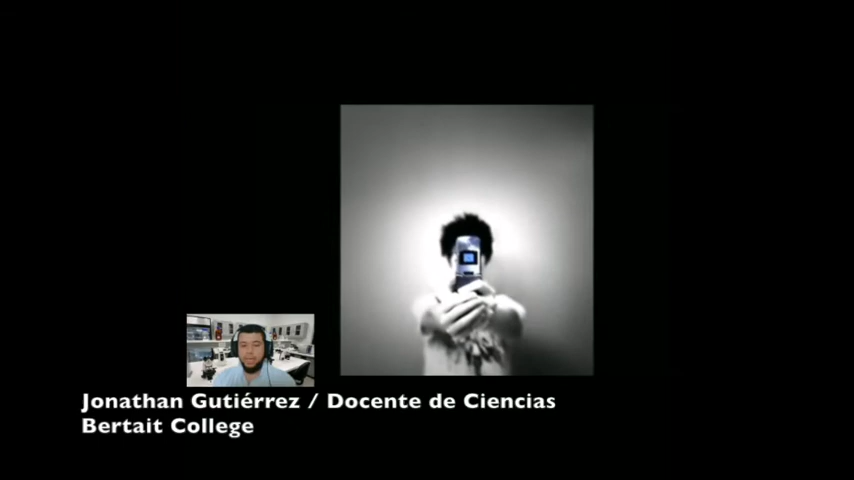 Jonathan Gutiérrez / Docente de Ciencias
Bertait College